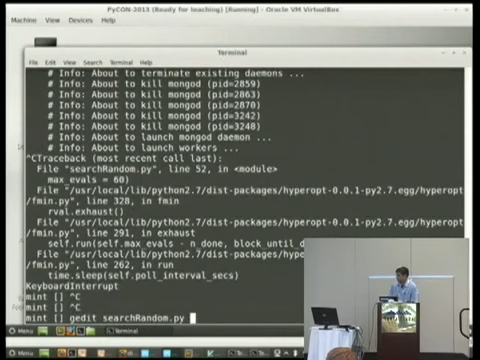 PyCON-2013 (Ready for teaching) [Running] - Oracle VM VirtualBox
Machine View Devices Help
Terminal
File Edit View Search Terminal Help
# Info: About to terminate existing daemons ...
# Info: About to kill mongod (pid=2859)
# Info: About to kill mongod (pid=2863)
# Info: About to kill mongod (pid=2870)
# Info: About to kill mongod (pid=3242)
# Info: About to kill mongod (pid=3248)
# Info: About to launch mongod daemon ...
# Info: About to launch workers ...
^CTraceback (most recent call last):
File "searchRandom.py", line 52, in <module>
max_evals = 60)
File "/usr/local/lib/python2.7/dist-packages/hyperopt-0.0.1-py2.7.egg/hyperopt
/fmin.py", line 328, in fmin
rval.exhaust()
File "/usr/local/lib/python2.7/dist-packages/hyperopt-0.0.1-py2.7.egg/hyperopt
/fmin.py", line 291, in exhaust
self.run(self.max_evals - n_done, block_until_d
File "/usr/local/lib/python2.7/dist-packages/hy
/fmin.py", line 262, in run
time.sleep(self.poll_interval_secs)
KeyboardInterrupt
mint [] ^C
mint [] ^C
mint [] gedit searchRandom.py
Menu Terminal
Menu